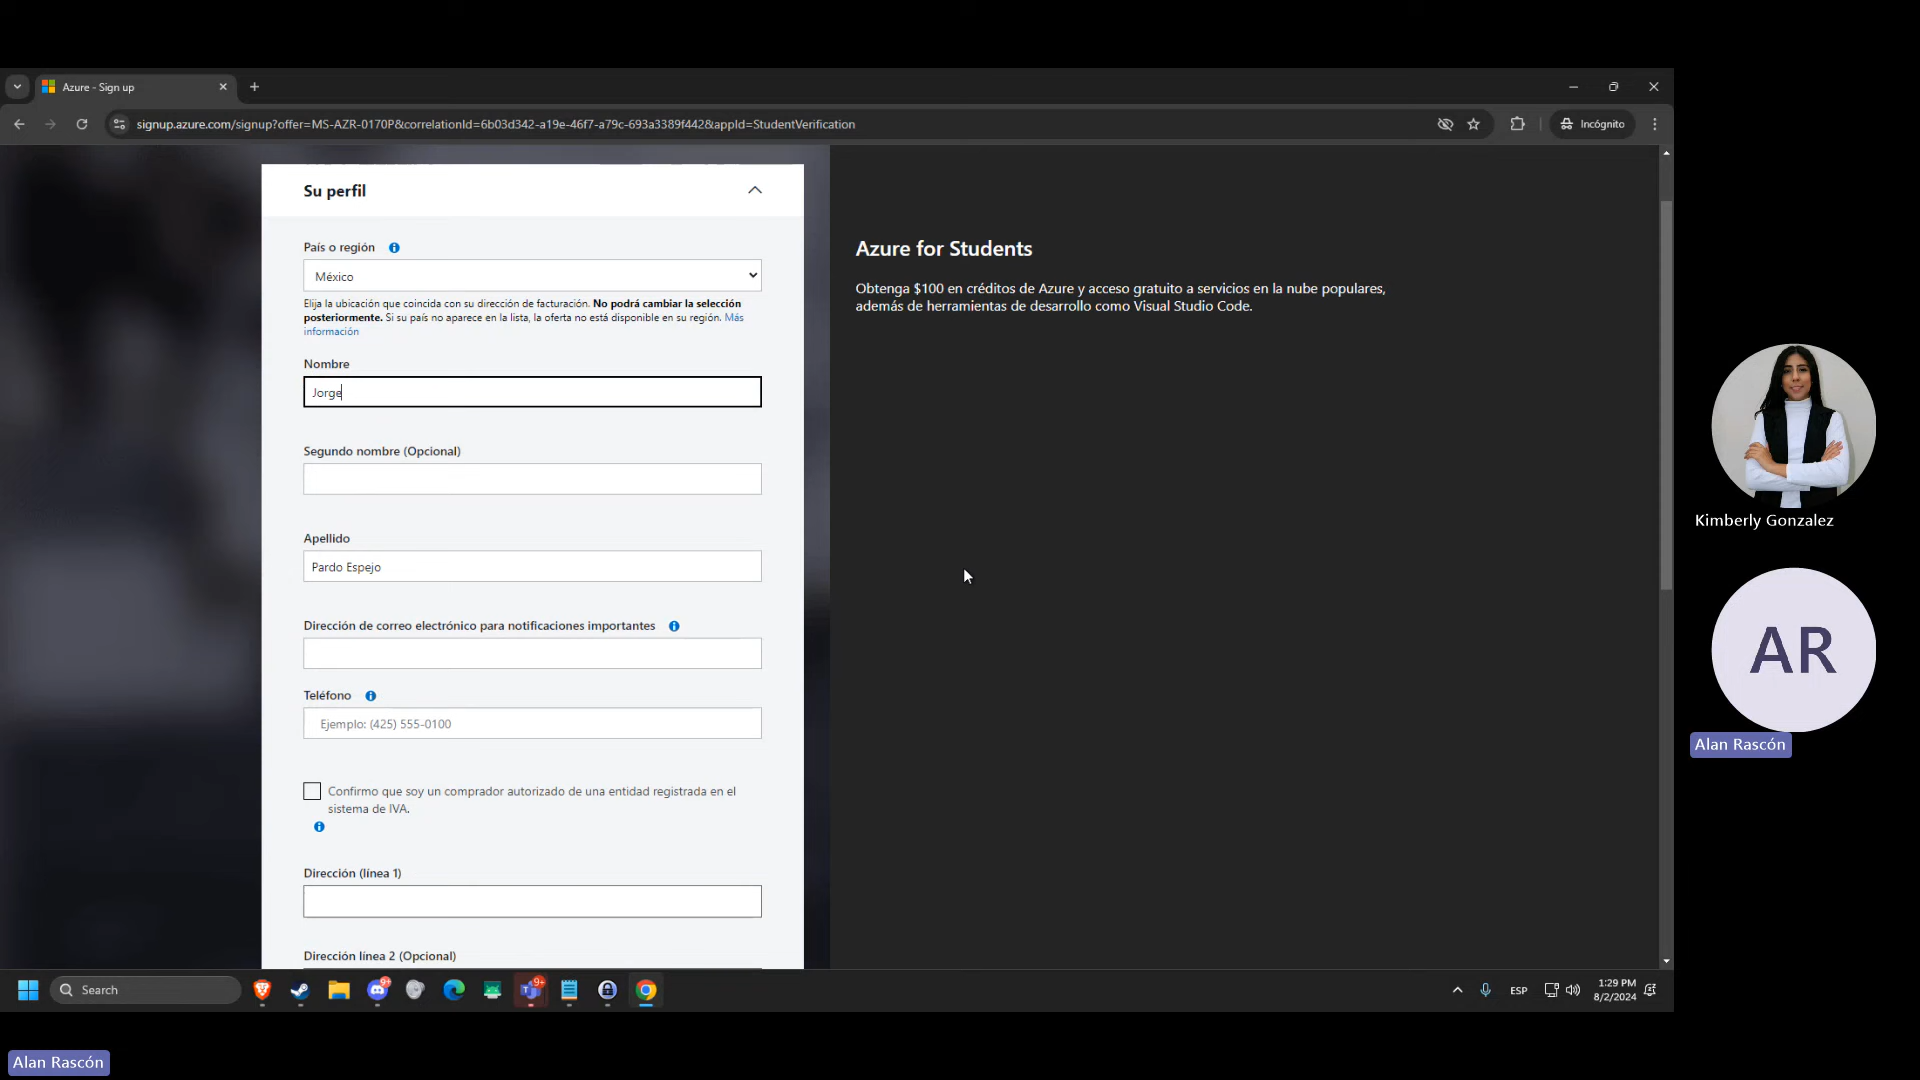 Azure - Sign up
signup.azure.com/signup?offer=MS-AZR-0170P&correlationId=6b03d342-a19e-46f7-a79c-693a3389f442&appId=StudentVerification
Incógnito
Su perfil
País o región
México
Elija la ubicación que coincida con su dirección de facturación. No podrá cambiar la selección
posteriormente. Si su país no aparece en la lista, la oferta no está disponible en su región. Más
información
Nombre
Jorge
Segundo nombre (Opcional)
Apellido
Pardo Espejo
Dirección de correo electrónico para notificaciones importantes
Teléfono
Ejemplo: (425) 555-0100
Confirmo que soy un comprador autorizado de una entidad registrada en el
sistema de IVA.
Dirección (línea 1)
Dirección línea 2 (Opcional)
Azure for Students
Obtenga $100 en créditos de Azure y acceso gratuito a servicios en la nube populares,
además de herramientas de desarrollo como Visual Studio Code.
Kimberly Gonzalez
AR
Alan Rascón
Search
9+
9+
ESP
1:29 PM
8/2/2024
Alan Rascón